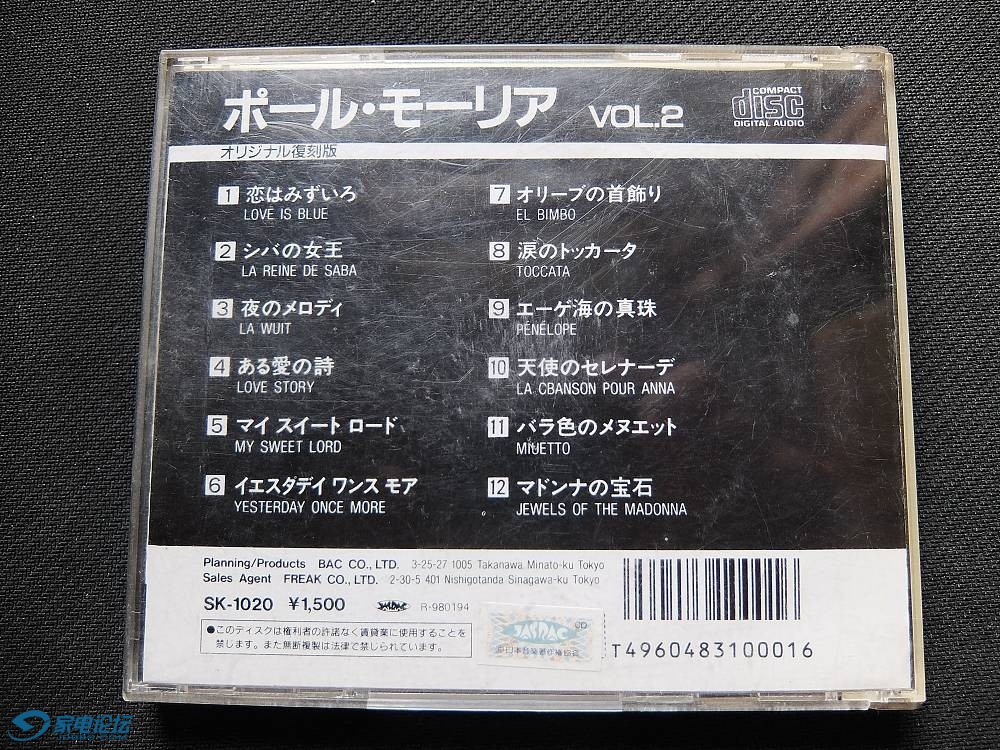 ポール・モーリア VOL.2
COMPACT
disc
DIGITAL AUDIO
オリジナル復刻版
1 恋はみずいろ
LOVE IS BLUE
2 シバの女王
LA REINE DE SABA
3 夜のメロディ
LA WUIT
4 ある愛の詩
LOVE STORY
5 マイ スイート ロード
MY SWEET LORD
6 イエスダデイ ワンス モア
YESTERDAY ONCE MORE
7 オリーブの首飾り
EL BIMBO
8 涙のトッカータ
TOCCATA
9 エーゲ海の真珠
PÉNÉLOPE
10 天使のセレナーデ
LA CBANSON POUR ANNA
11 バラ色のメヌエット
MIUETTO
12 マドンナの宝石
JEWELS OF THE MADONNA
Planning/Products BAC CO., LTD. 3-25-27 1005 Takanawa Minato-ku Tokyo
Sales Agent FREAK CO., LTD. 2-30-5 401 Nishigotanda Sinagawa-ku Tokyo
SK-1020 ¥1,500 JASRAC R-980194
●このディスクは権利者の許諾なく賃貸業に使用することを
禁じます。また無断複製は法律で禁じられています。
JASRAC CD
T4960483100016
家电论坛